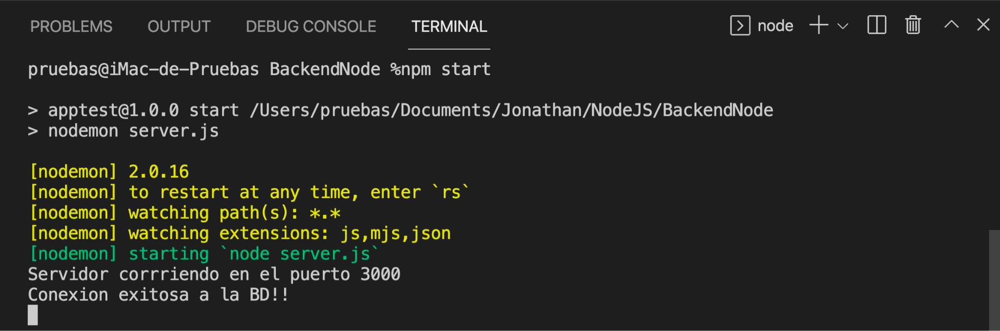 PROBLEMS OUTPUT DEBUG CONSOLE TERMINAL node
pruebas@iMac-de-Pruebas BackendNode %npm start
> apptest@1.0.0 start /Users/pruebas/Documents/Jonathan/NodeJS/BackendNode
> nodemon server.js
[nodemon] 2.0.16
[nodemon] to restart at any time, enter `rs`
[nodemon] watching path(s): *.*
[nodemon] watching extensions: js,mjs,json
[nodemon] starting `node server.js`
Servidor corrriendo en el puerto 3000
Conexion exitosa a la BD!!